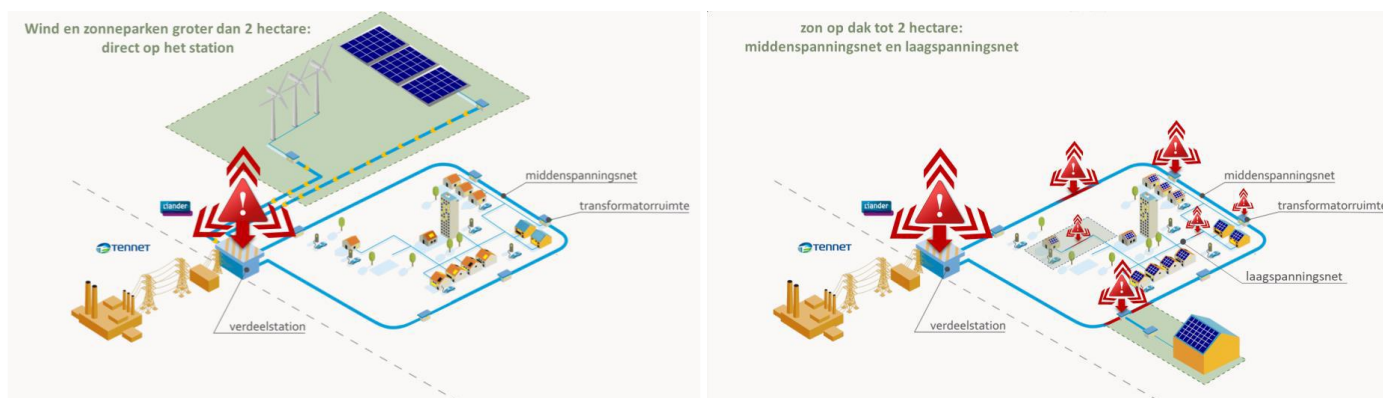 Wind en zonneparken groter dan 2 hectare:
direct op het station
middenspanningsnet
transformatorruimte
liander
TENNET
verdeelstation
zon op dak tot 2 hectare:
middenspanningsnet en laagspanningsnet
middenspanningsnet
transformatorruimte
liander
TENNET
laagspanningsnet
verdeelstation